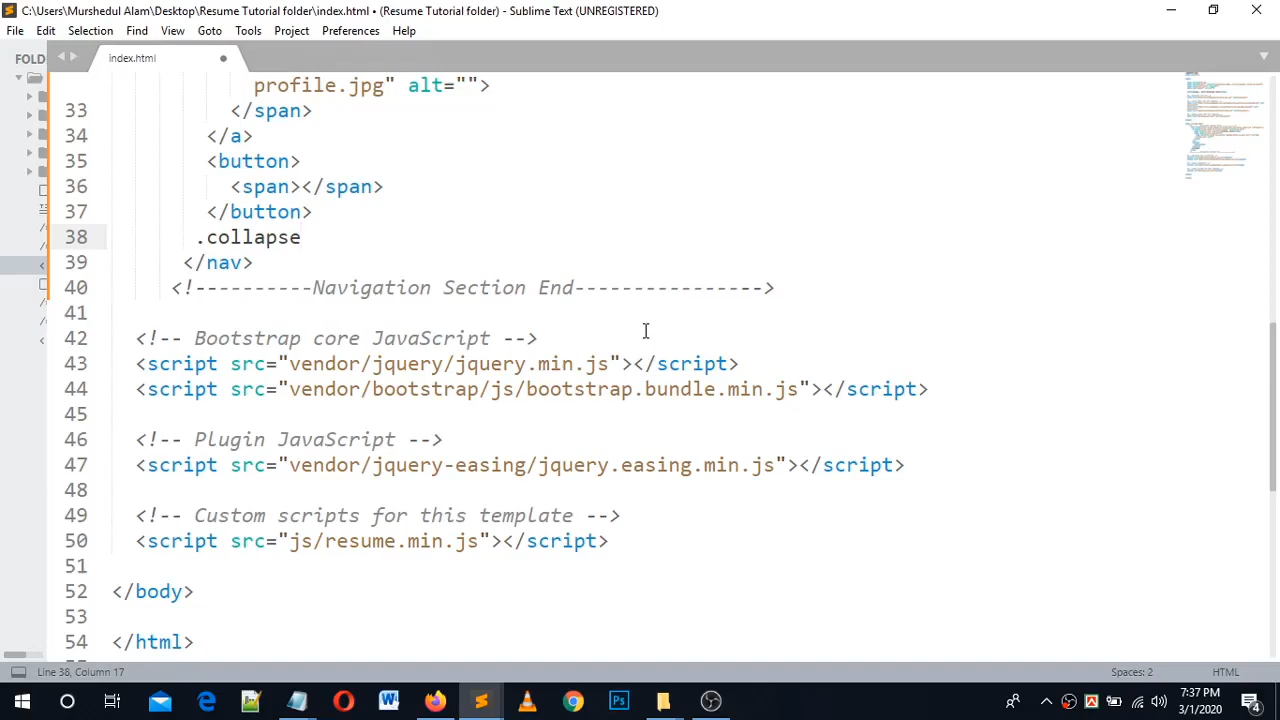 C:\Users\Murshedul Alam\Desktop\Resume Tutorial folder\index.html • (Resume Tutorial folder) - Sublime Text (UNREGISTERED)
File Edit Selection Find View Goto Tools Project Preferences Help
FOLD
index.html
profile.jpg" alt="">
33 </span>
34 </a>
35 <button>
36 <span></span>
37 </button>
38 .collapse
39 </nav>
40 <!----------Navigation Section End---------------->
41
42 <!-- Bootstrap core JavaScript -->
43 <script src="vendor/jquery/jquery.min.js"></script>
44 <script src="vendor/bootstrap/js/bootstrap.bundle.min.js"></script>
45
46 <!-- Plugin JavaScript -->
47 <script src="vendor/jquery-easing/jquery.easing.min.js"></script>
48
49 <!-- Custom scripts for this template -->
50 <script src="js/resume.min.js"></script>
51
52 </body>
53
54 </html>
Line 38, Column 17
Spaces: 2
HTML
Ps
7:37 PM
3/1/2020
4